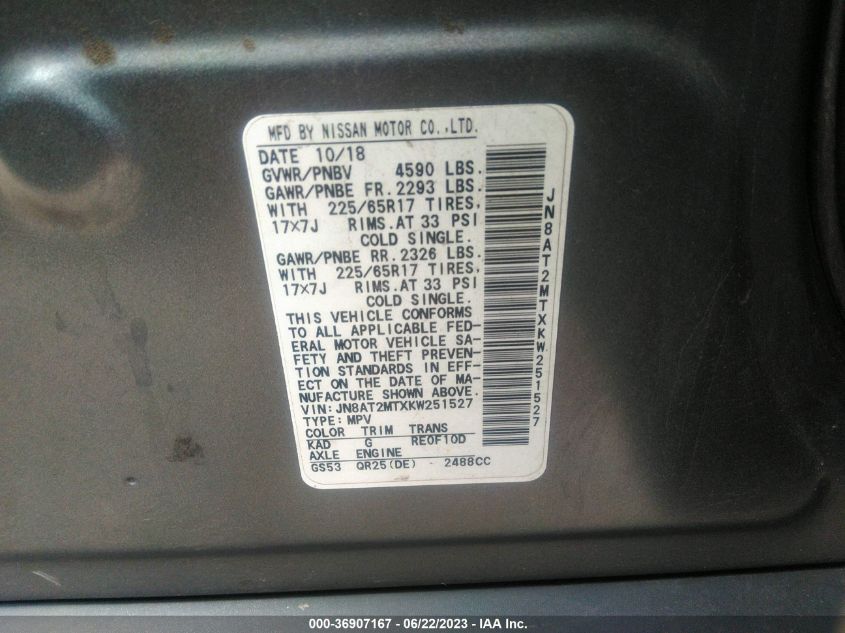 MFD BY NISSAN MOTOR CO.,LTD.
DATE 10/18
GVWR/PNBV 4590 LBS.
GAWR/PNBE FR. 2293 LBS.
WITH 225/65R17 TIRES,
17X7J RIMS.AT 33 PSI
COLD SINGLE.
GAWR/PNBE RR. 2326 LBS.
WITH 225/65R17 TIRES,
17X7J RIMS.AT 33 PSI
COLD SINGLE.
THIS VEHICLE CONFORMS
TO ALL APPLICABLE FED-
ERAL MOTOR VEHICLE SA-
FETY AND THEFT PREVEN-
TION STANDARDS IN EFF-
ECT ON THE DATE OF MA-
NUFACTURE SHOWN ABOVE.
VIN:JN8AT2MTXKW251527
TYPE:MPV
COLOR TRIM TRANS
KAD G RE0F10D
AXLE ENGINE
GS53 QR25(DE) 2488CC
JN8AT2MTXKW251527
000-36907167 - 06/22/2023 - IAA Inc.